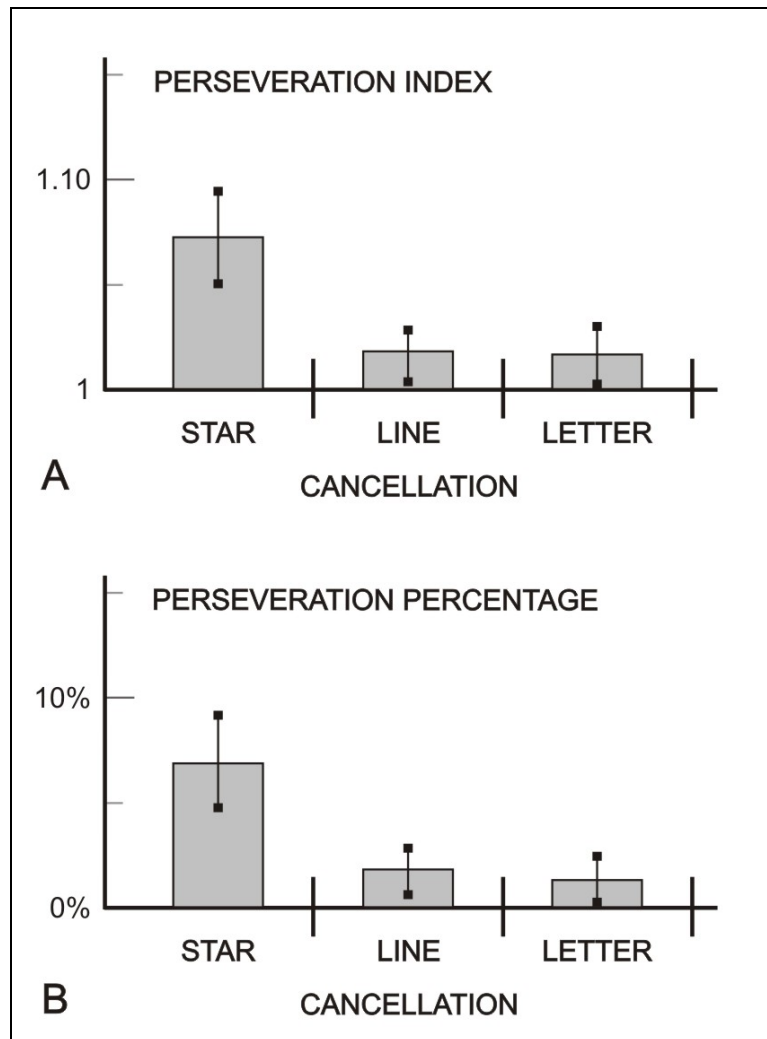 PERSEVERATION INDEX
1.10
1
STAR LINE LETTER
A
CANCELLATION
PERSEVERATION PERCENTAGE
10%
0%
STAR LINE LETTER
B
CANCELLATION